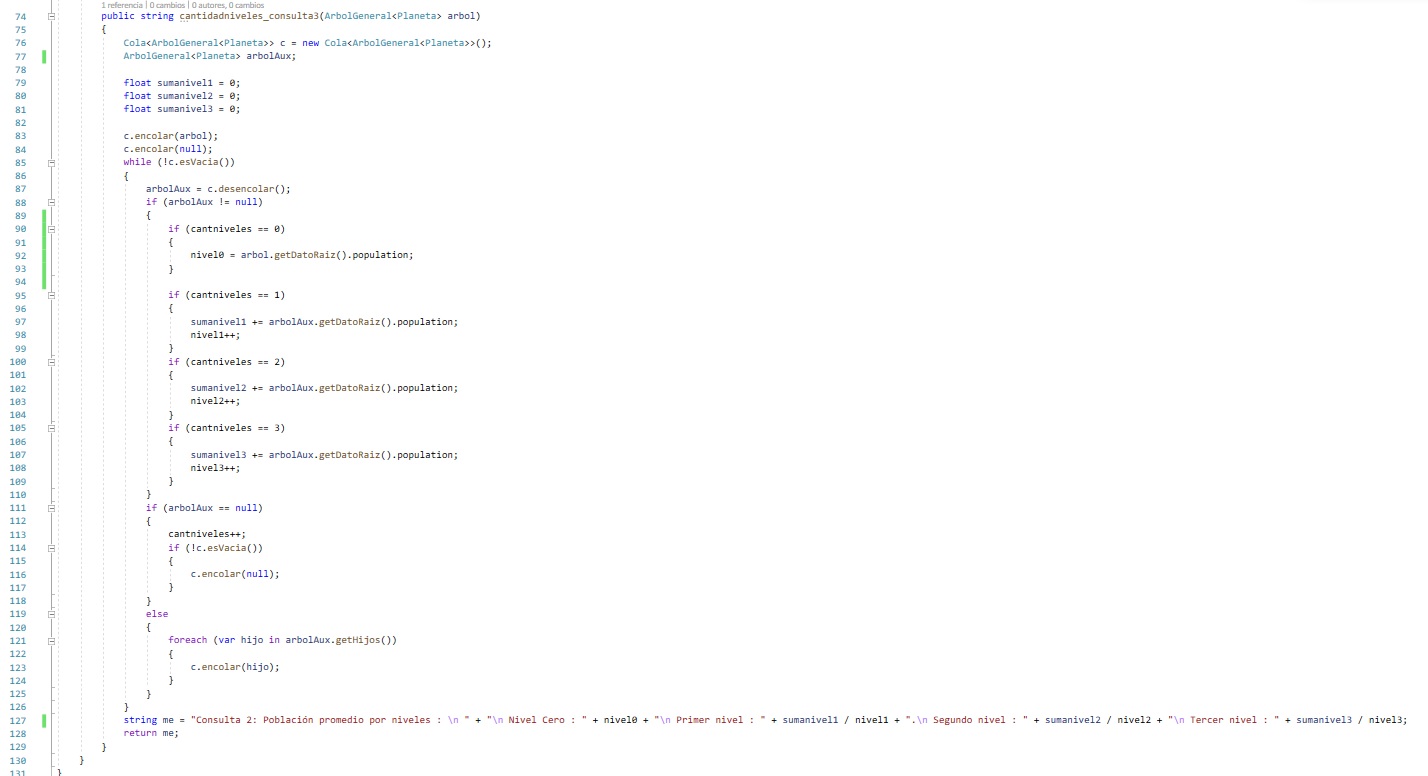 1 referencia | 0 cambios | 0 autores, 0 cambios
74 public string cantidadniveles_consulta3(ArbolGeneral<Planeta> arbol)
75 {
76 Cola<ArbolGeneral<Planeta>> c = new Cola<ArbolGeneral<Planeta>>();
77 ArbolGeneral<Planeta> arbolAux;
78
79 float sumanivel1 = 0;
80 float sumanivel2 = 0;
81 float sumanivel3 = 0;
82
83 c.encolar(arbol);
84 c.encolar(null);
85 while (!c.esVacia())
86 {
87 arbolAux = c.desencolar();
88 if (arbolAux != null)
89 {
90 if (cantniveles == 0)
91 {
92 nivel0 = arbol.getDatoRaiz().population;
93 }
94
95 if (cantniveles == 1)
96 {
97 sumanivel1 += arbolAux.getDatoRaiz().population;
98 nivel1++;
99 }
100 if (cantniveles == 2)
101 {
102 sumanivel2 += arbolAux.getDatoRaiz().population;
103 nivel2++;
104 }
105 if (cantniveles == 3)
106 {
107 sumanivel3 += arbolAux.getDatoRaiz().population;
108 nivel3++;
109 }
110 }
111 if (arbolAux == null)
112 {
113 cantniveles++;
114 if (!c.esVacia())
115 {
116 c.encolar(null);
117 }
118 }
119 else
120 {
121 foreach (var hijo in arbolAux.getHijos())
122 {
123 c.encolar(hijo);
124 }
125 }
126 }
127 string me = "Consulta 2: Población promedio por niveles : \n " + "\n Nivel Cero : " + nivel0 + "\n Primer nivel : " + sumanivel1 / nivel1 + ".\n Segundo nivel : " + sumanivel2 / nivel2 + "\n Tercer nivel : " + sumanivel3 / nivel3;
128 return me;
129 }
130 }
131 }